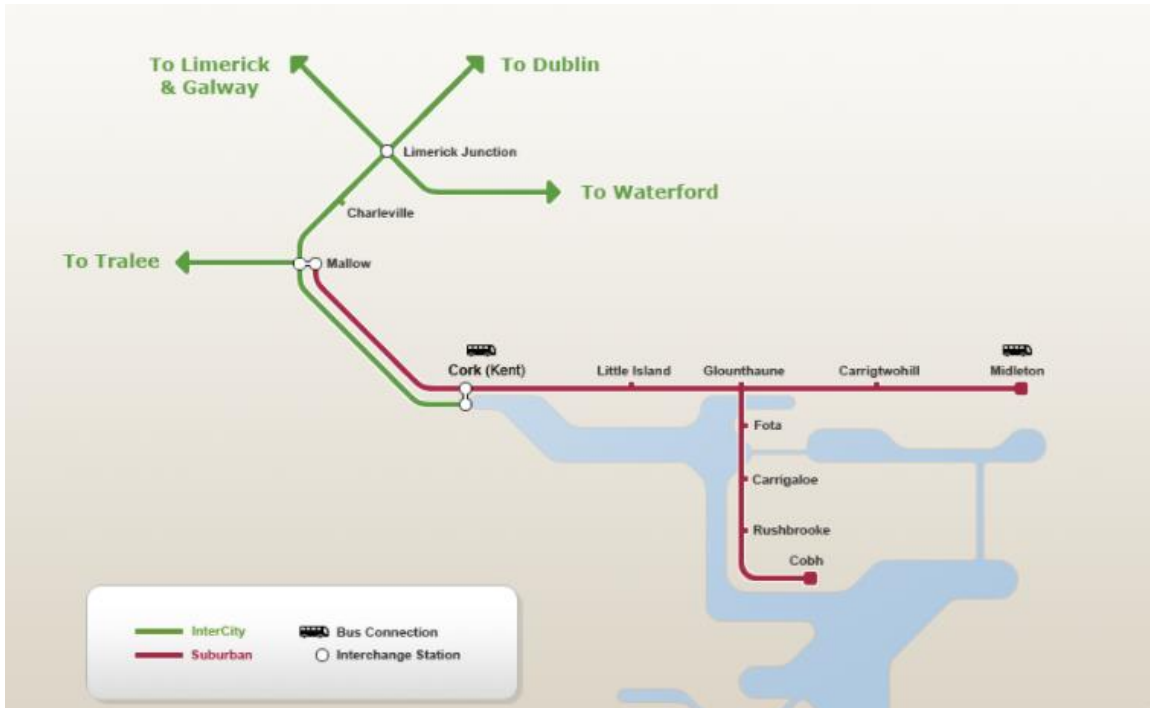 To Limerick
& Galway
To Dublin
Limerick Junction
To Waterford
Charleville
To Tralee
Mallow
Cork (Kent)
Little Island
Glounthaune
Carrigtwohill
Midleton
Fota
Carrigaloe
Rushbrooke
Cobh
InterCity
Bus Connection
Suburban
Interchange Station